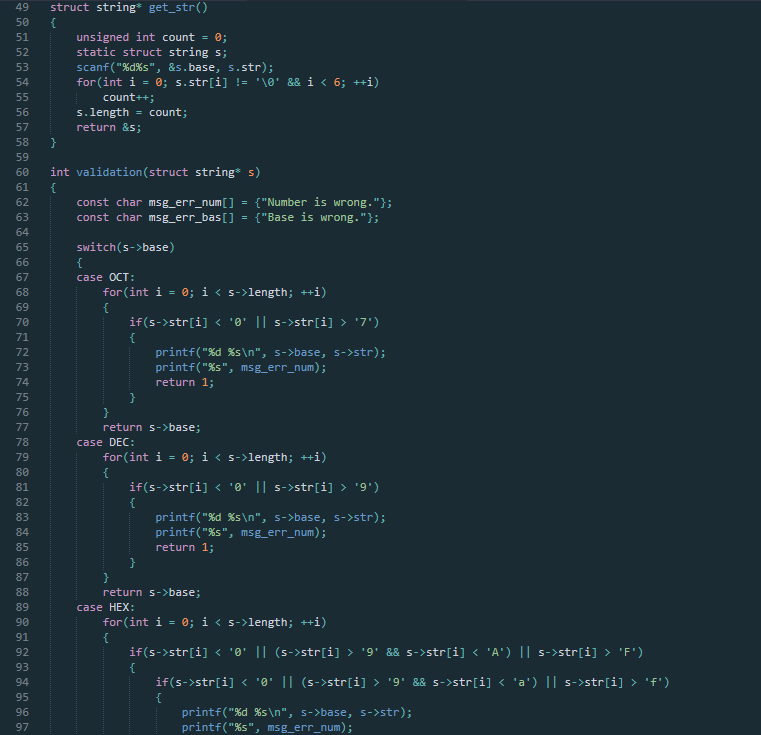 49 struct string* get_str()
50 {
51     unsigned int count = 0;
52     static struct string s;
53     scanf("%d%s", &s.base, s.str);
54     for(int i = 0; s.str[i] != '\0' && i < 6; ++i)
55         count++;
56     s.length = count;
57     return &s;
58 }
59
60 int validation(struct string* s)
61 {
62     const char msg_err_num[] = {"Number is wrong."};
63     const char msg_err_bas[] = {"Base is wrong."};
64
65     switch(s->base)
66     {
67     case OCT:
68         for(int i = 0; i < s->length; ++i)
69         {
70             if(s->str[i] < '0' || s->str[i] > '7')
71             {
72                 printf("%d %s\n", s->base, s->str);
73                 printf("%s", msg_err_num);
74                 return 1;
75             }
76         }
77         return s->base;
78     case DEC:
79         for(int i = 0; i < s->length; ++i)
80         {
81             if(s->str[i] < '0' || s->str[i] > '9')
82             {
83                 printf("%d %s\n", s->base, s->str);
84                 printf("%s", msg_err_num);
85                 return 1;
86             }
87         }
88         return s->base;
89     case HEX:
90         for(int i = 0; i < s->length; ++i)
91         {
92             if(s->str[i] < '0' || (s->str[i] > '9' && s->str[i] < 'A') || s->str[i] > 'F')
93             {
94                 if(s->str[i] < '0' || (s->str[i] > '9' && s->str[i] < 'a') || s->str[i] > 'f')
95                 {
96                     printf("%d %s\n", s->base, s->str);
97                     printf("%s", msg_err_num);